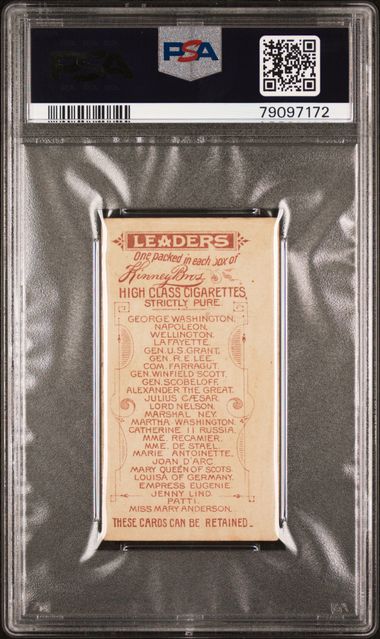 PSA
PSA
79097172
LEADERS
One packed in each box of
Kinney Bros
HIGH CLASS CIGARETTES,
STRICTLY PURE.
GEORGE WASHINGTON.
NAPOLEON.
WELLINGTON.
LAFAYETTE.
GEN. U.S. GRANT.
GEN. R.E. LEE.
COM. FARRAGUT.
GEN. WINFIELD SCOTT.
GEN. SCOBELOFF.
ALEXANDER THE GREAT.
JULIUS CÆSAR.
LORD NELSON.
MARSHAL NEY.
MARTHA WASHINGTON.
CATHERINE II RUSSIA.
MME. RECAMIER.
MME. DE STAEL.
MARIE ANTOINETTE.
JOAN D'ARC
MARY QUEEN OF SCOTS.
LOUISA OF GERMANY.
EMPRESS EUGENIE.
JENNY LIND.
PATTI.
MISS MARY ANDERSON.
THESE CARDS CAN BE RETAINED.